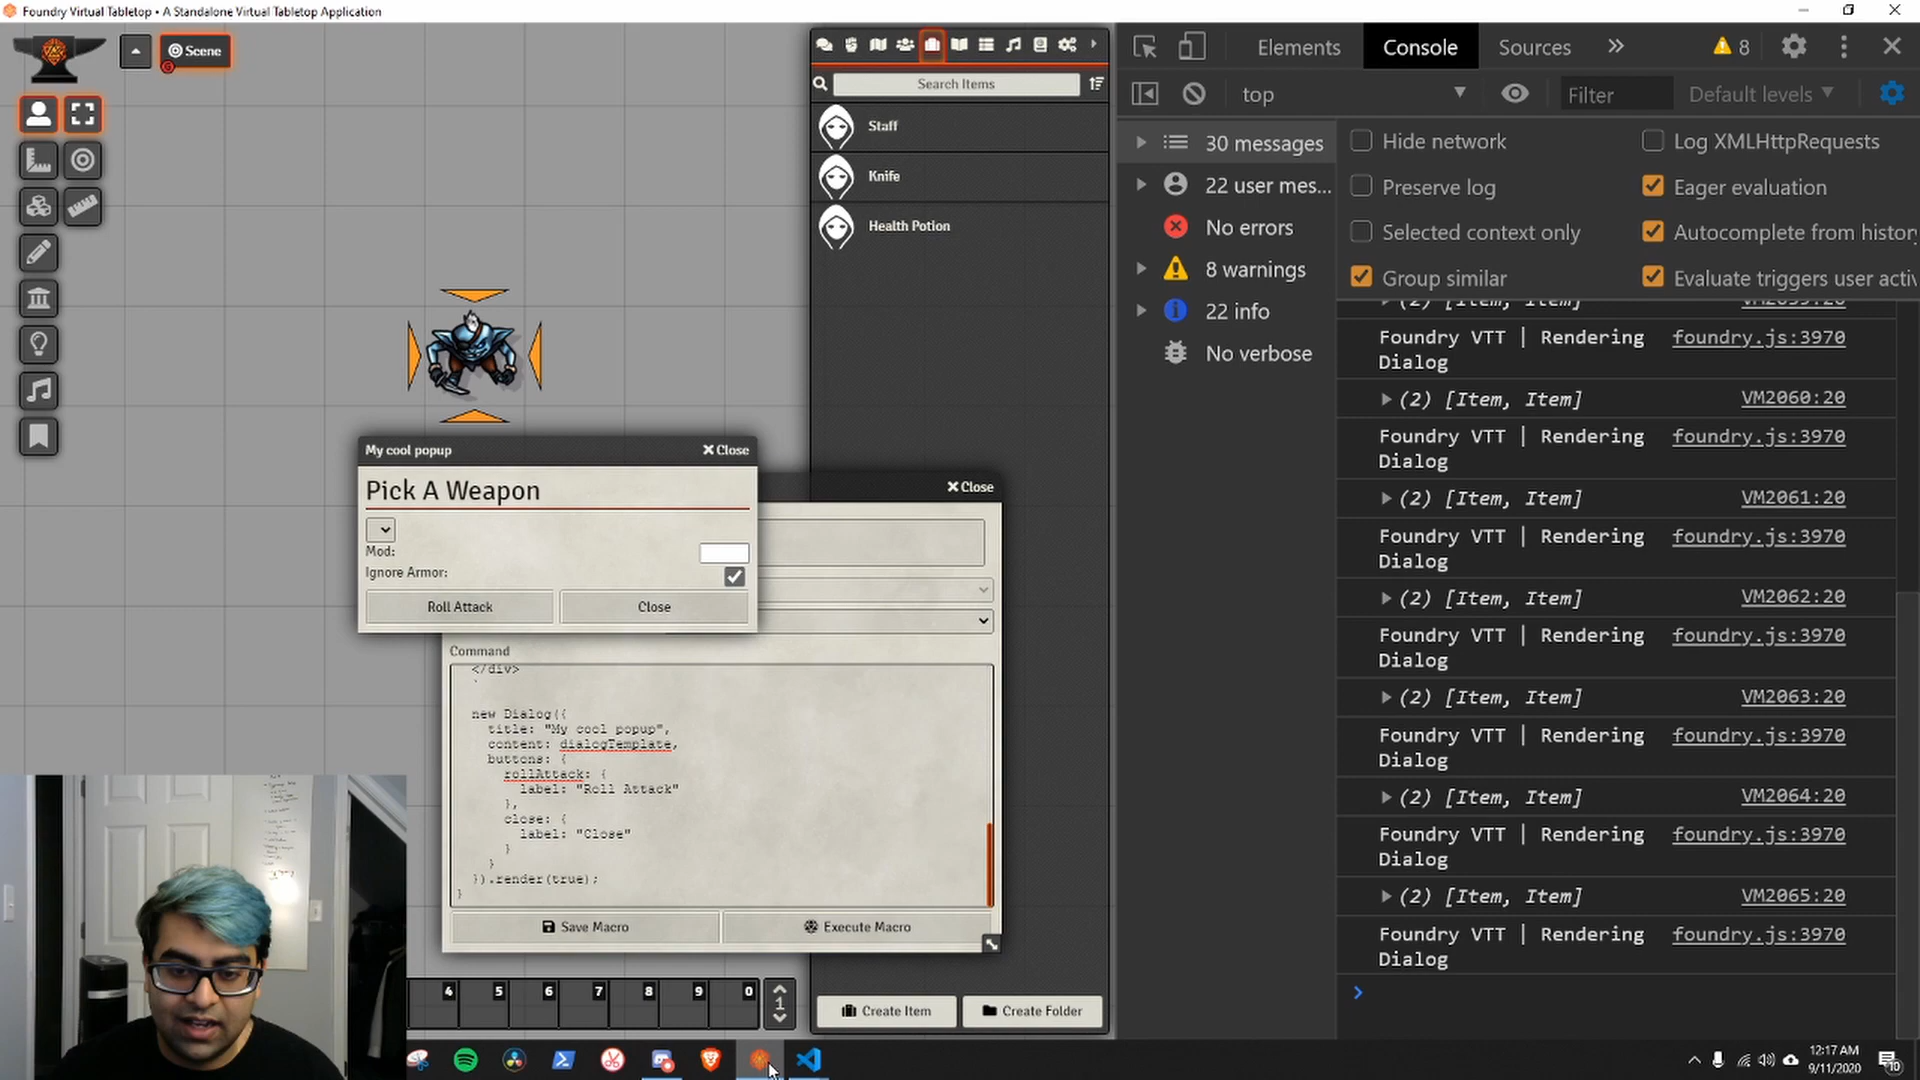 Foundry Virtual Tabletop • A Standalone Virtual Tabletop Application
Scene
G
Search Items
Staff
Knife
Health Potion
My cool popup
Close
Pick A Weapon
Mod:
Ignore Armor:
Roll Attack
Close
Close
Command
</div>
`
new Dialog({
title: "My cool popup",
content: dialogTemplate,
buttons: {
rollAttack: {
label: "Roll Attack"
},
close: {
label: "Close"
}
}
}).render(true);
}
Save Macro
Execute Macro
4 5 6 7 8 9 0
1
Create Item
Create Folder
Elements
Console
Sources
8
top
Filter
Default levels
30 messages
22 user mes...
No errors
8 warnings
22 info
No verbose
Hide network
Log XMLHttpRequests
Preserve log
Eager evaluation
Selected context only
Autocomplete from history
Group similar
Evaluate triggers user activ
(2) [Item, Item] VM2059:20
Foundry VTT | Rendering foundry.js:3970
Dialog
(2) [Item, Item] VM2060:20
Foundry VTT | Rendering foundry.js:3970
Dialog
(2) [Item, Item] VM2061:20
Foundry VTT | Rendering foundry.js:3970
Dialog
(2) [Item, Item] VM2062:20
Foundry VTT | Rendering foundry.js:3970
Dialog
(2) [Item, Item] VM2063:20
Foundry VTT | Rendering foundry.js:3970
Dialog
(2) [Item, Item] VM2064:20
Foundry VTT | Rendering foundry.js:3970
Dialog
(2) [Item, Item] VM2065:20
Foundry VTT | Rendering foundry.js:3970
Dialog
12:17 AM
9/11/2020
10